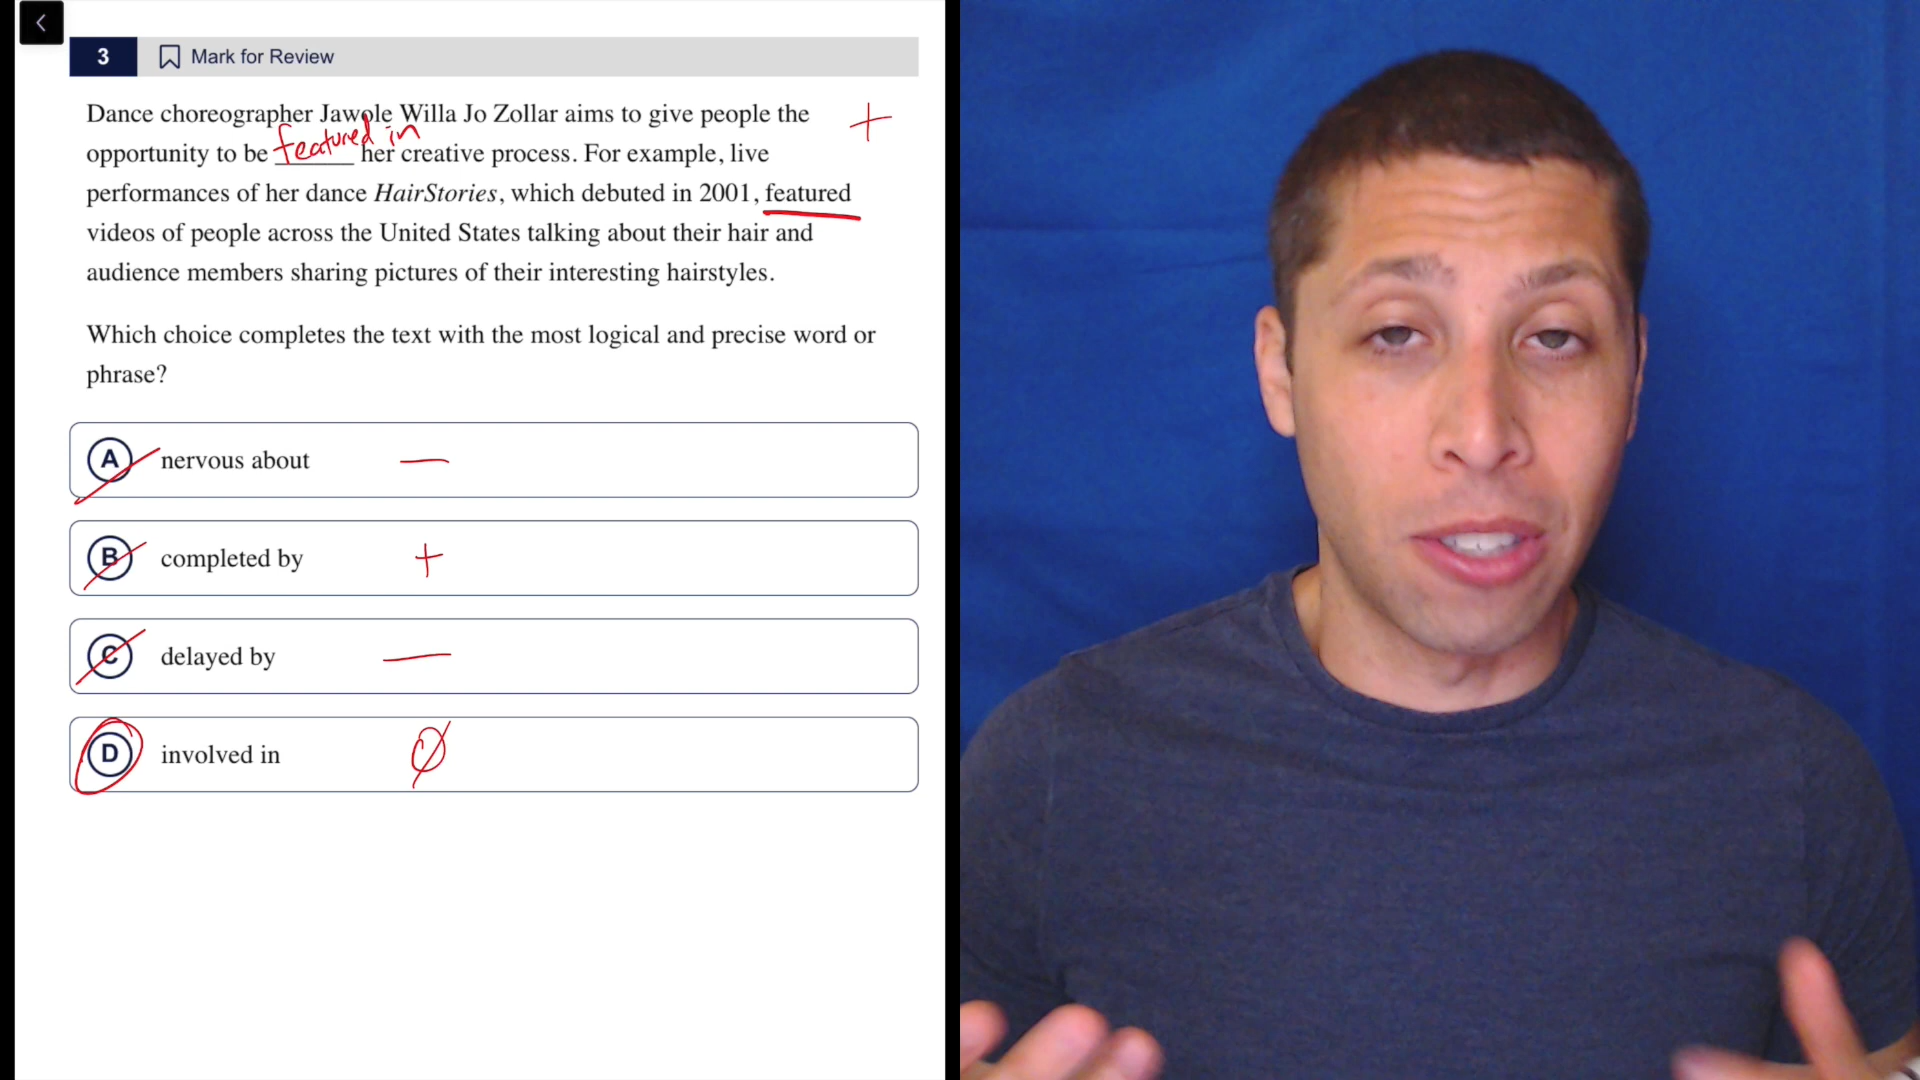 3 Mark for Review
Dance choreographer Jawole Willa Jo Zollar aims to give people the +
featured in
opportunity to be ______ her creative process. For example, live
performances of her dance HairStories, which debuted in 2001, featured
videos of people across the United States talking about their hair and
audience members sharing pictures of their interesting hairstyles.
Which choice completes the text with the most logical and precise word or
phrase?
A nervous about —
B completed by +
C delayed by —
D involved in Ø